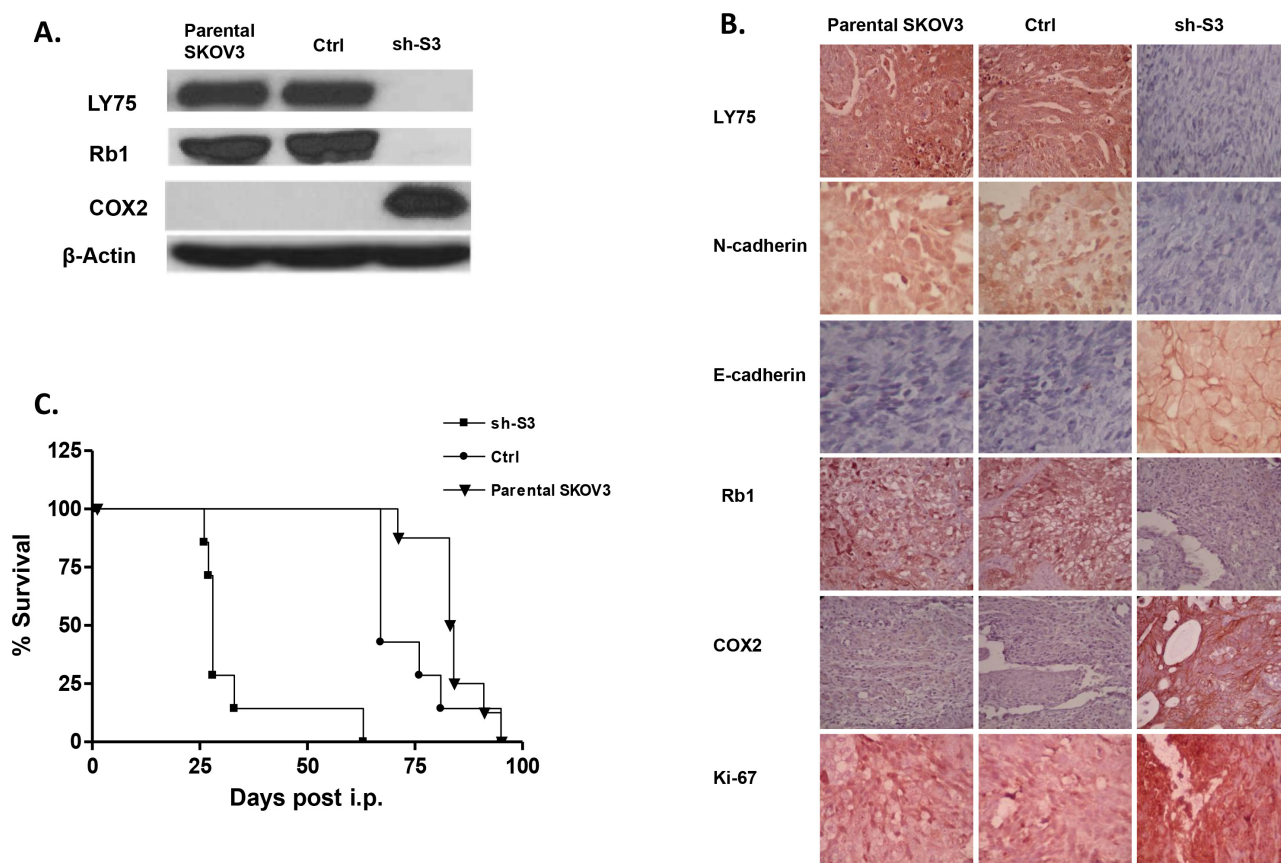 A.
Parental
SKOV3
Ctrl
sh-S3
LY75
Rb1
COX2
β-Actin
B.
Parental SKOV3
Ctrl
sh-S3
LY75
N-cadherin
E-cadherin
Rb1
COX2
Ki-67
C.
sh-S3
Ctrl
Parental SKOV3
% Survival
125
100
75
50
25
0
0
25
50
75
100
Days post i.p.